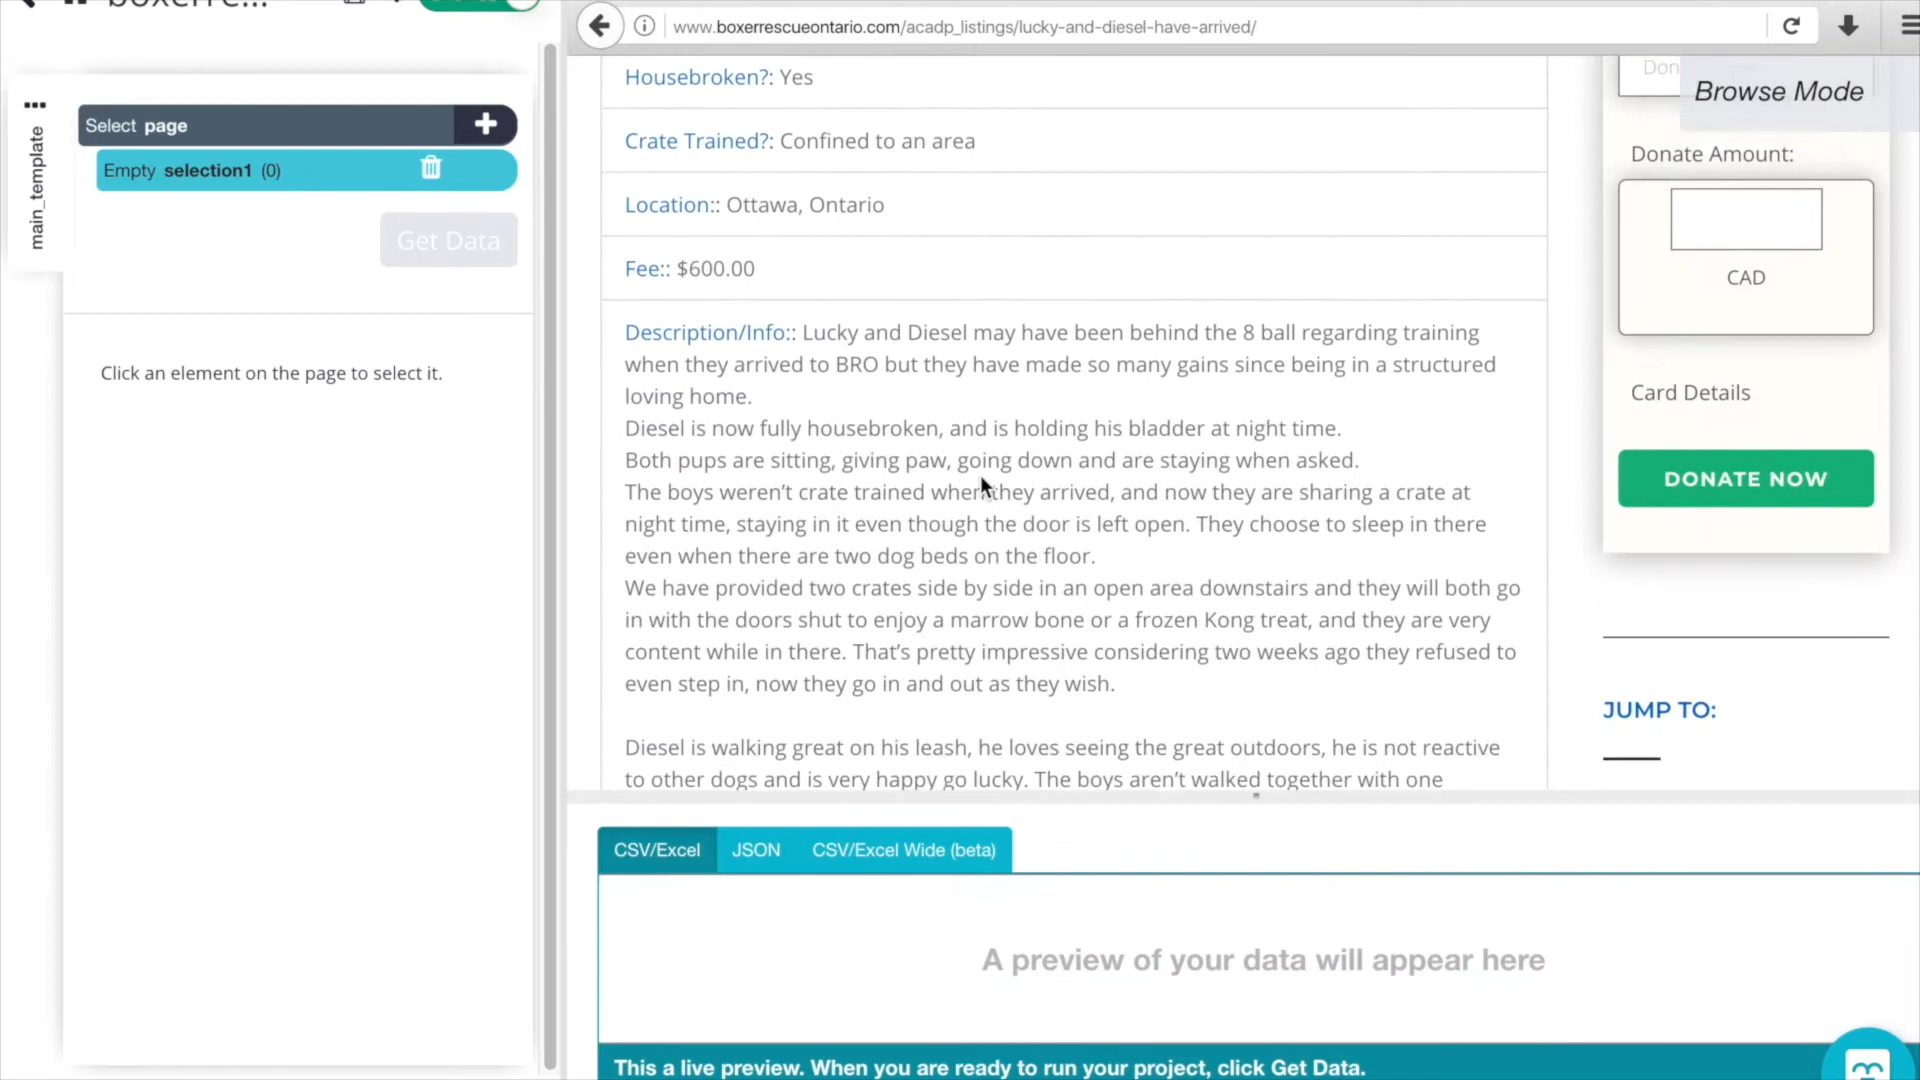 boxerre...
www.boxerrescueontario.com/acadp_listings/lucky-and-diesel-have-arrived/
Browse Mode
main_template
Select page
Empty selection1 (0)
Get Data
Click an element on the page to select it.
Housebroken?: Yes
Crate Trained?: Confined to an area
Location:: Ottawa, Ontario
Fee:: $600.00
Description/Info:: Lucky and Diesel may have been behind the 8 ball regarding training
when they arrived to BRO but they have made so many gains since being in a structured
loving home.
Diesel is now fully housebroken, and is holding his bladder at night time.
Both pups are sitting, giving paw, going down and are staying when asked.
The boys weren't crate trained when they arrived, and now they are sharing a crate at
night time, staying in it even though the door is left open. They choose to sleep in there
even when there are two dog beds on the floor.
We have provided two crates side by side in an open area downstairs and they will both go
in with the doors shut to enjoy a marrow bone or a frozen Kong treat, and they are very
content while in there. That's pretty impressive considering two weeks ago they refused to
even step in, now they go in and out as they wish.
Diesel is walking great on his leash, he loves seeing the great outdoors, he is not reactive
to other dogs and is very happy go lucky. The boys aren't walked together with one
Don
Donate Amount:
CAD
Card Details
DONATE NOW
JUMP TO:
CSV/Excel
JSON
CSV/Excel Wide (beta)
A preview of your data will appear here
This a live preview. When you are ready to run your project, click Get Data.